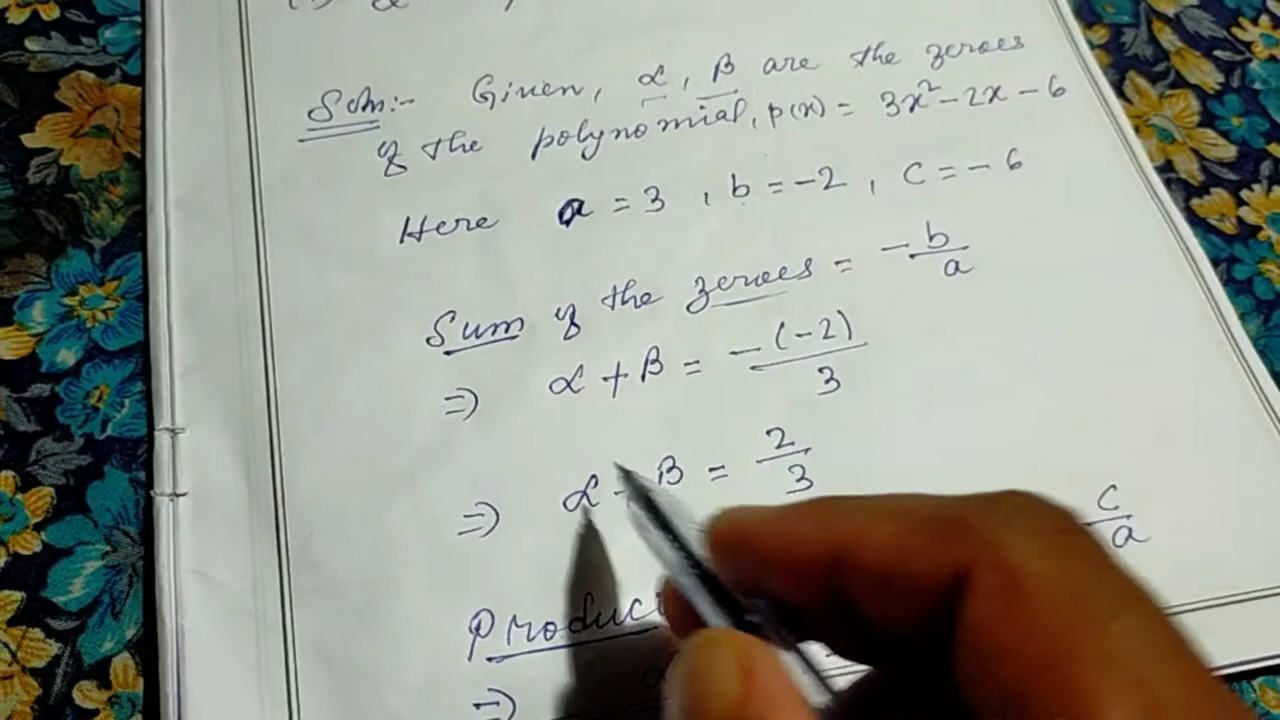 Soln:- Given, α, β are the zeroes
of the polynomial, p(x) = 3x² - 2x - 6
Here a = 3, b = -2, c = -6
Sum of the zeroes = -b/a
⇒ α + β = -(-2)/3
⇒ α + β = 2/3
c/a
⇒